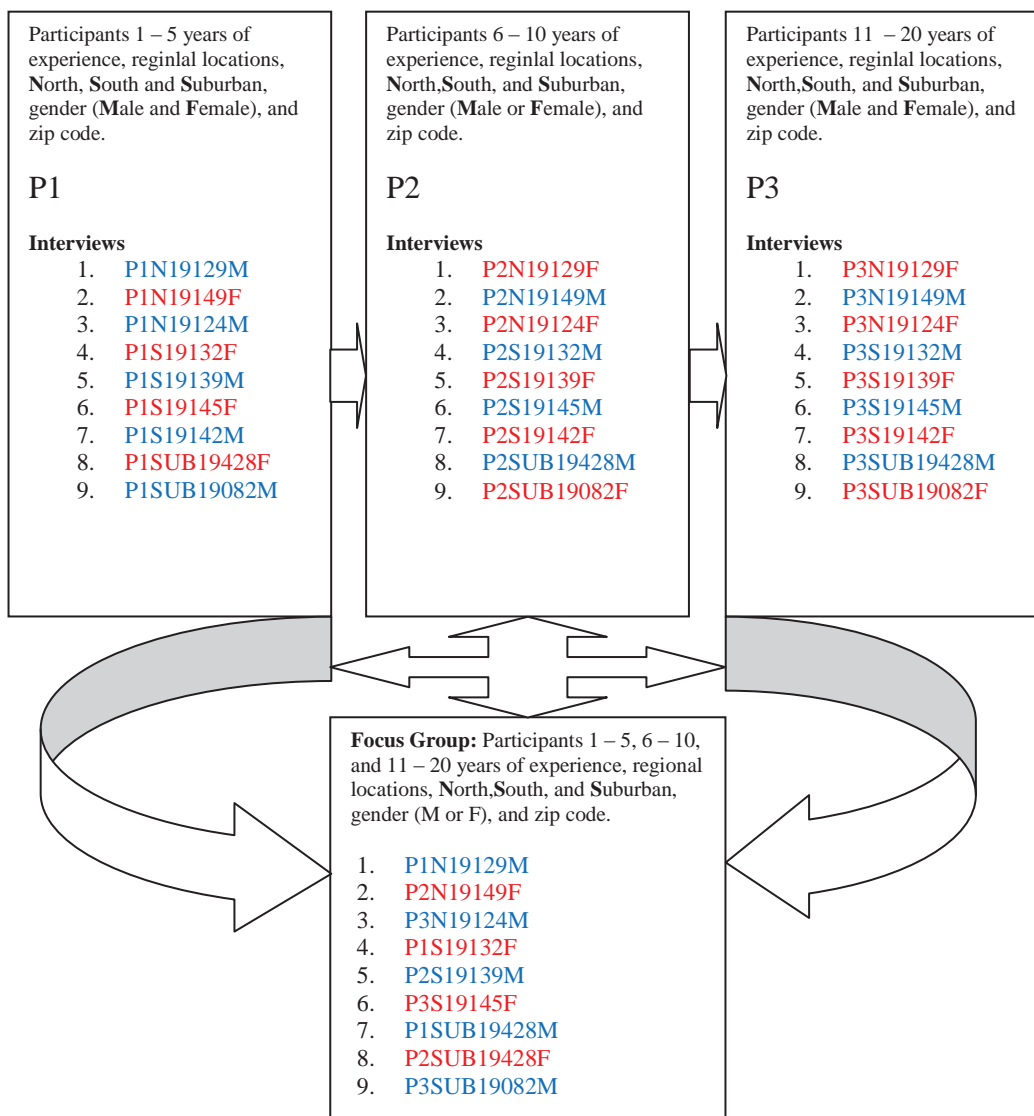 Participants 1 – 5 years of
experience, reginlal locations,
North, South and Suburban,
gender (Male and Female), and
zip code.
P1
Interviews
1. P1N19129M
2. P1N19149F
3. P1N19124M
4. P1S19132F
5. P1S19139M
6. P1S19145F
7. P1S19142M
8. P1SUB19428F
9. P1SUB19082M
Participants 6 – 10 years of
experience, reginlal locations,
North,South, and Suburban,
gender (Male or Female), and
zip code.
P2
Interviews
1. P2N19129F
2. P2N19149M
3. P2N19124F
4. P2S19132M
5. P2S19139F
6. P2S19145M
7. P2S19142F
8. P2SUB19428M
9. P2SUB19082F
Participants 11 – 20 years of
experience, reginlal locations,
North,South, and Suburban,
gender (Male and Female), and
zip code.
P3
Interviews
1. P3N19129F
2. P3N19149M
3. P3N19124F
4. P3S19132M
5. P3S19139F
6. P3S19145M
7. P3S19142F
8. P3SUB19428M
9. P3SUB19082F
Focus Group: Participants 1 – 5, 6 – 10,
and 11 – 20 years of experience, regional
locations, North,South, and Suburban,
gender (M or F), and zip code.
1. P1N19129M
2. P2N19149F
3. P3N19124M
4. P1S19132F
5. P2S19139M
6. P3S19145F
7. P1SUB19428M
8. P2SUB19428F
9. P3SUB19082M